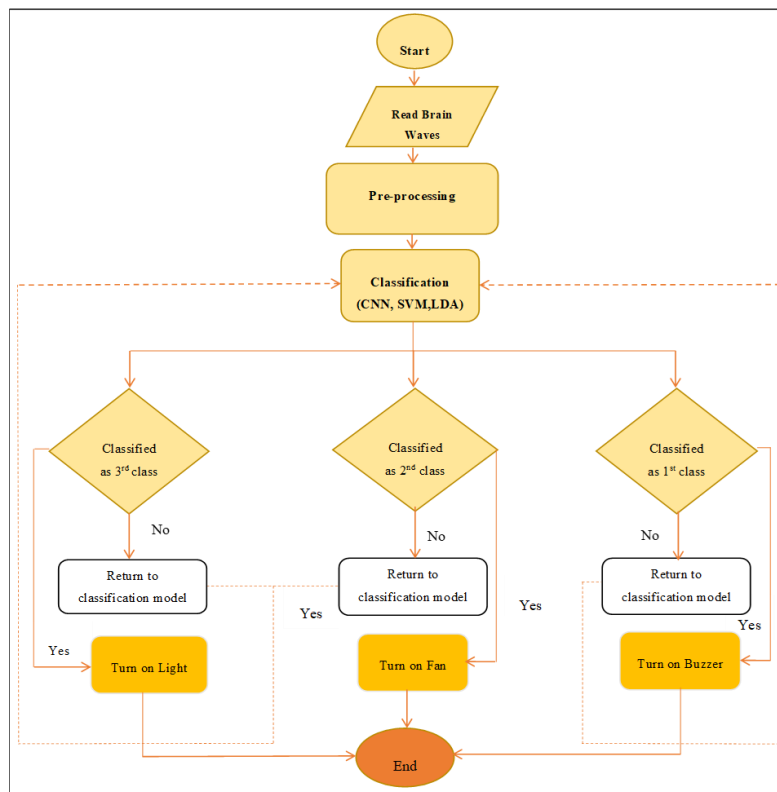 Start
Read Brain
Waves
Pre-processing
Classification
(CNN, SVM,LDA)
Classified
as 3rd class
Classified
as 2nd class
Classified
as 1st class
No
No
No
Return to
classification model
Return to
classification model
Return to
classification model
Yes
Yes
Yes
Yes
Turn on Light
Turn on Fan
Turn on Buzzer
End